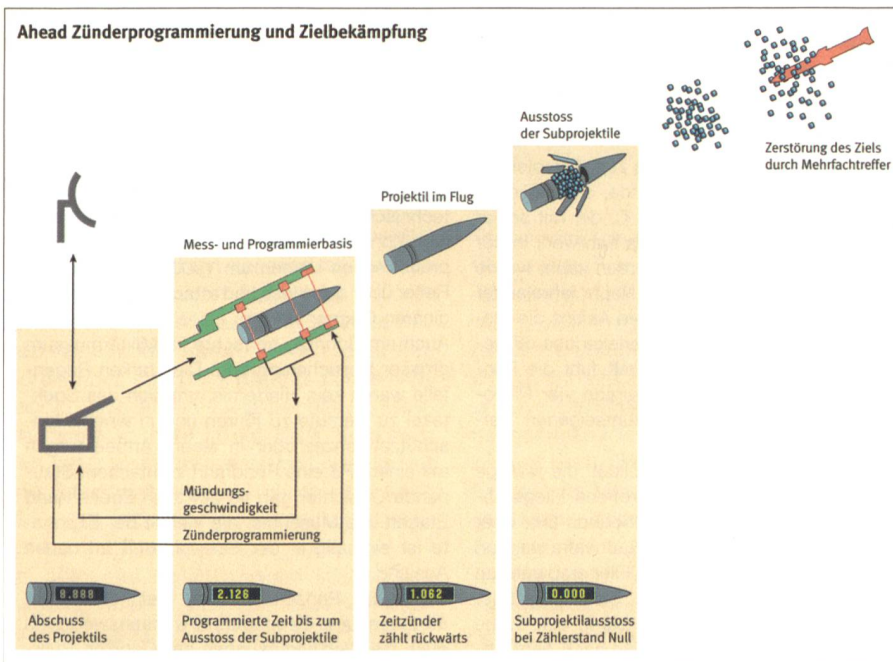 Ahead Zünderprogrammierung und Zielbekämpfung
Ausstoss
der Subprojektile
Zerstörung des Ziels
durch Mehrfachtreffer
Projektil im Flug
Mess- und Programmierbasis
Mündungs-
geschwindigkeit
Zünderprogrammierung
8.888
2.126
1.062
0.000
Abschuss
des Projektils
Programmierte Zeit bis zum
Ausstoss der Subprojektile
Zeitzünder
zählt rückwärts
Subprojektilausstoss
bei Zählerstand Null